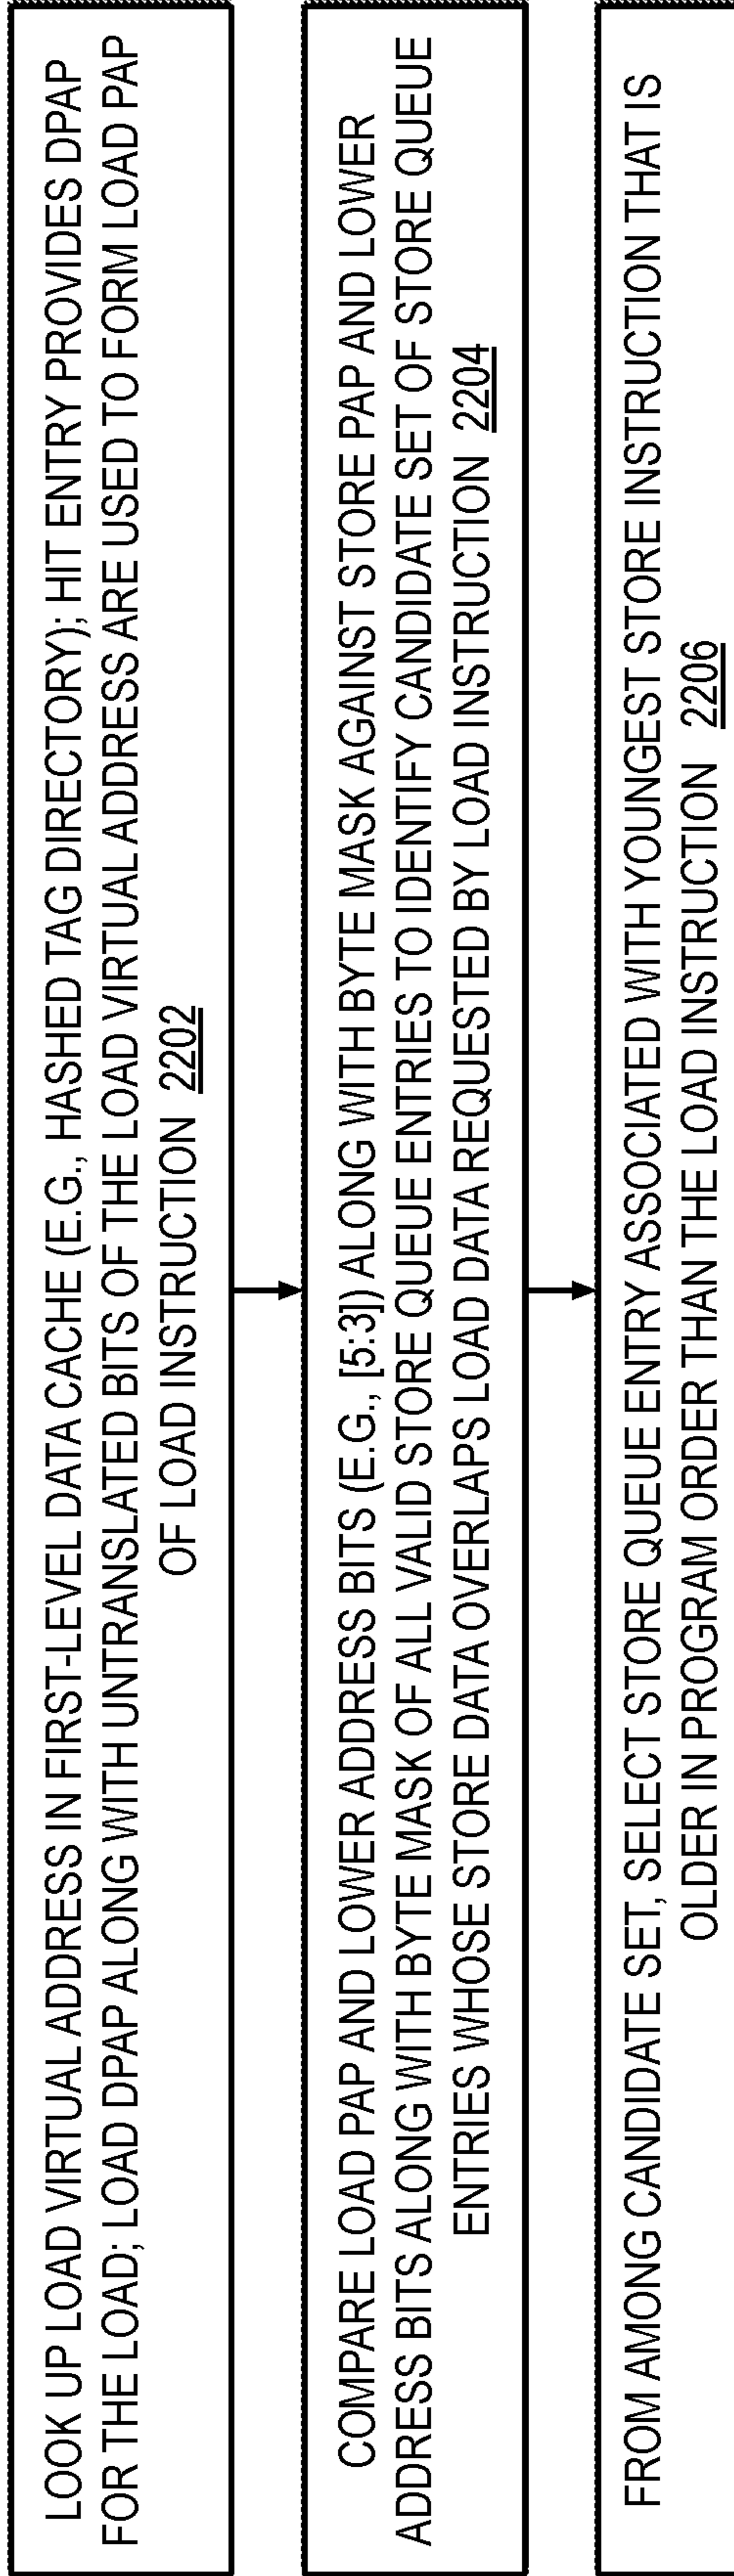 LOOK UP LOAD VIRTUAL ADDRESS IN FIRST-LEVEL DATA CACHE (E.G., HASHED TAG DIRECTORY); HIT ENTRY PROVIDES DPAP
FOR THE LOAD; LOAD DPAP ALONG WITH UNTRANSLATED BITS OF THE LOAD VIRTUAL ADDRESS ARE USED TO FORM LOAD PAP
OF LOAD INSTRUCTION 2202
COMPARE LOAD PAP AND LOWER ADDRESS BITS (E.G., [5:3]) ALONG WITH BYTE MASK AGAINST STORE PAP AND LOWER
ADDRESS BITS ALONG WITH BYTE MASK OF ALL VALID STORE QUEUE ENTRIES TO IDENTIFY CANDIDATE SET OF STORE QUEUE
ENTRIES WHOSE STORE DATA OVERLAPS LOAD DATA REQUESTED BY LOAD INSTRUCTION 2204
FROM AMONG CANDIDATE SET, SELECT STORE QUEUE ENTRY ASSOCIATED WITH YOUNGEST STORE INSTRUCTION THAT IS
OLDER IN PROGRAM ORDER THAN THE LOAD INSTRUCTION 2206